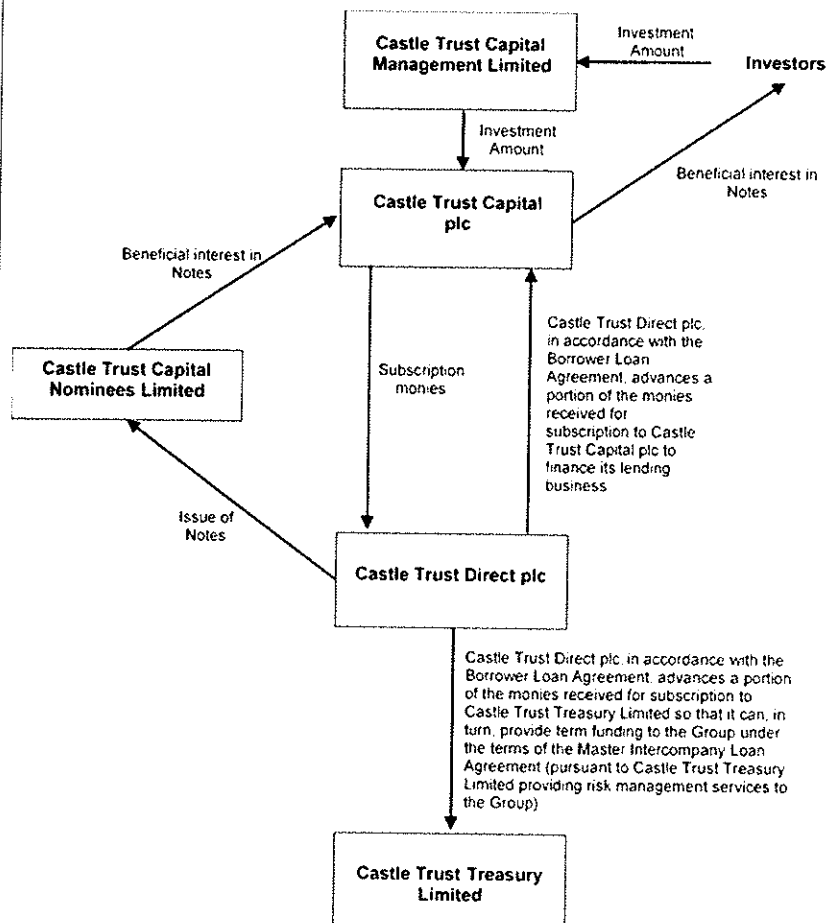 Castle Trust Capital
Management Limited
Investment
Amount
Investors
Investment
Amount
Beneficial interest in
Notes
Castle Trust Capital
plc
Beneficial interest in
Notes
Castle Trust Capital
Nominees Limited
Subscription
monies
Castle Trust Direct plc,
in accordance with the
Borrower Loan
Agreement, advances a
portion of the monies
received for
subscription to Castle
Trust Capital plc to
finance its lending
business
Issue of
Notes
Castle Trust Direct plc
Castle Trust Direct plc, in accordance with the
Borrower Loan Agreement, advances a portion
of the monies received for subscription to
Castle Trust Treasury Limited so that it can, in
turn, provide term funding to the Group under
the terms of the Master Intercompany Loan
Agreement (pursuant to Castle Trust Treasury
Limited providing risk management services to
the Group)
Castle Trust Treasury
Limited